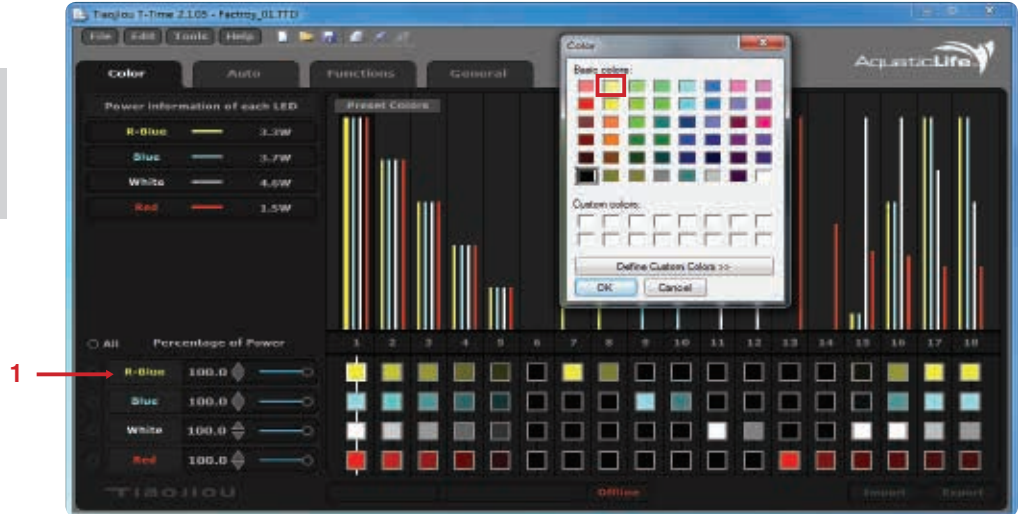 Tiaojiou T-Time 2.1.05 - Factroy_01.TTD
File Edit Tools Help
AquaticLife
Color Auto Functions General
Power information of each LED
R-Blue 3.3W
Blue 3.7W
White 4.6W
Red 1.5W
Preset Colors
Color
Basic colors:
Custom colors:
Define Custom Colors >>
OK Cancel
All Percentage of Power
1 2 3 4 5 6 7 8 9 10 11 12 13 14 15 16 17 18
1
R-Blue 100.0
Blue 100.0
White 100.0
Red 100.0
TIAOJIOU
Offline
Import Export